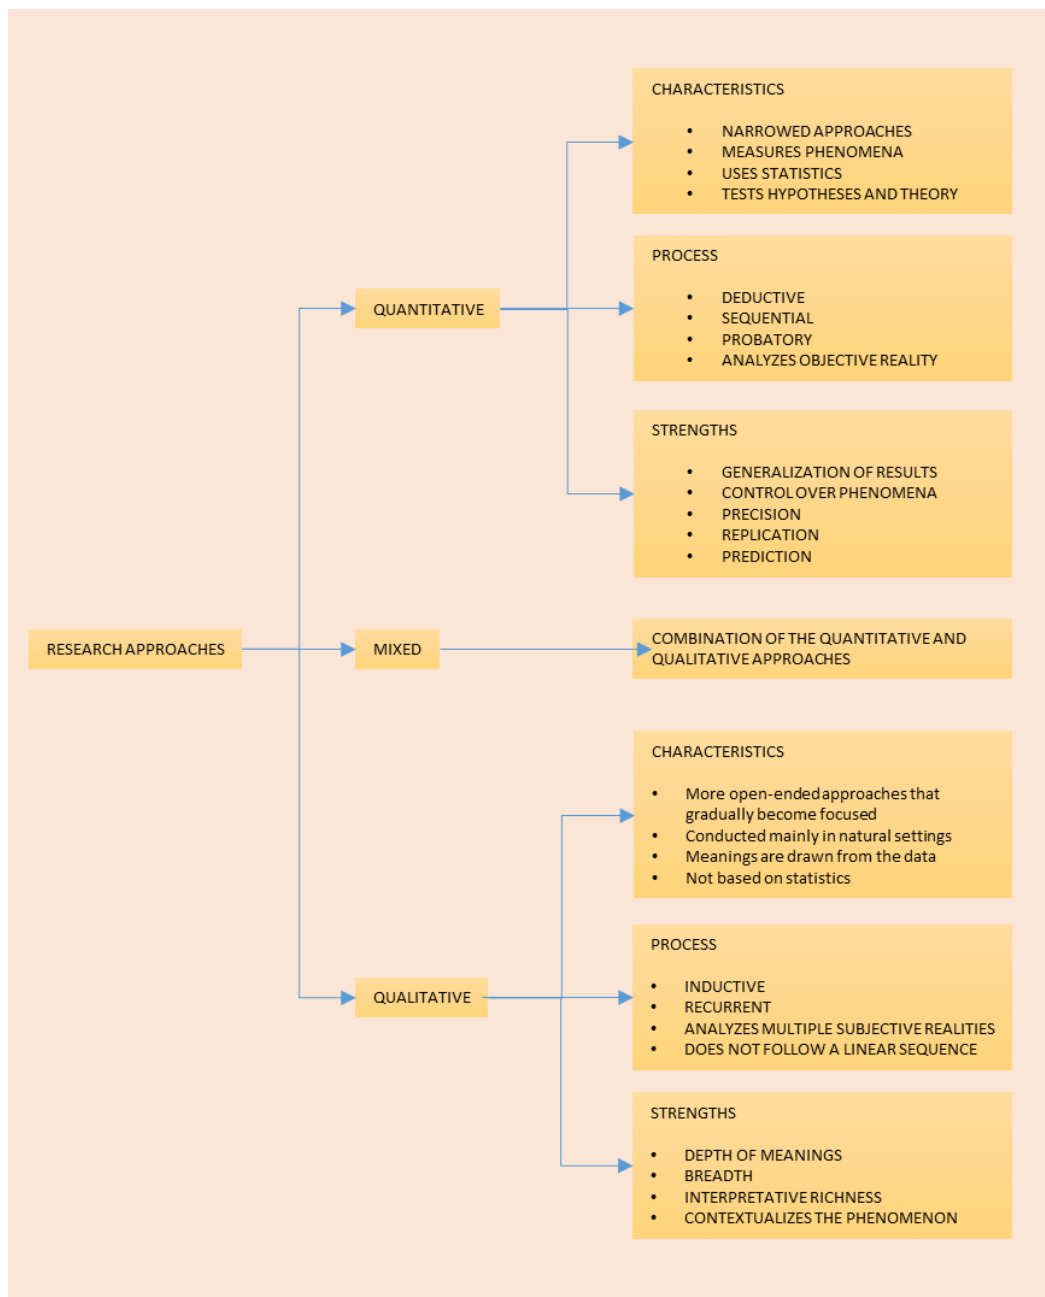 CHARACTERISTICS
• NARROWED APPROACHES
• MEASURES PHENOMENA
• USES STATISTICS
• TESTS HYPOTHESES AND THEORY
PROCESS
• DEDUCTIVE
• SEQUENTIAL
• PROBATORY
• ANALYZES OBJECTIVE REALITY
QUANTITATIVE
STRENGTHS
• GENERALIZATION OF RESULTS
• CONTROL OVER PHENOMENA
• PRECISION
• REPLICATION
• PREDICTION
RESEARCH APPROACHES
MIXED
COMBINATION OF THE QUANTITATIVE AND
QUALITATIVE APPROACHES
CHARACTERISTICS
• More open-ended approaches that
gradually become focused
• Conducted mainly in natural settings
• Meanings are drawn from the data
• Not based on statistics
QUALITATIVE
PROCESS
• INDUCTIVE
• RECURRENT
• ANALYZES MULTIPLE SUBJECTIVE REALITIES
• DOES NOT FOLLOW A LINEAR SEQUENCE
STRENGTHS
• DEPTH OF MEANINGS
• BREADTH
• INTERPRETATIVE RICHNESS
• CONTEXTUALIZES THE PHENOMENON